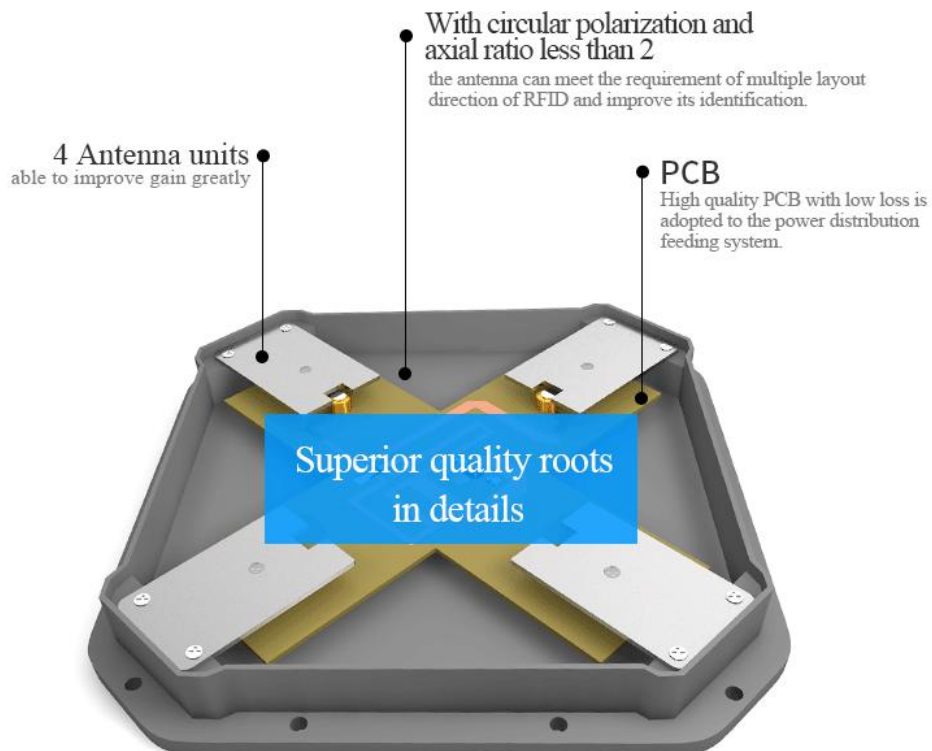 With circular polarization and
axial ratio less than 2
the antenna can meet the requirement of multiple layout
direction of RFID and improve its identification.
4 Antenna units
able to improve gain greatly
PCB
High quality PCB with low loss is
adopted to the power distribution
feeding system.
Superior quality roots
in details